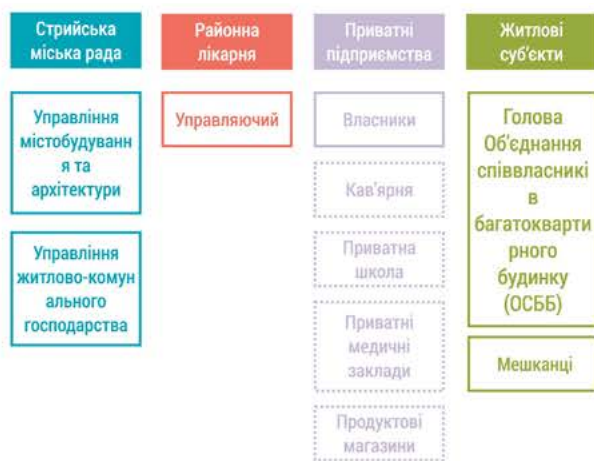 Стрийська
міська рада
Районна
лікарня
Приватні
підприємства
Житлові
суб'єкти
Управління
містобудуванн
я та
архітектури
Управління
житлово-комун
ального
господарства
Управляючий
Власники
Кав'ярня
Приватна
школа
Приватні
медичні
заклади
Продуктові
магазини
Голова
Об'єднання
співвласникі
в
багатокварти
рного
будинку
(ОСББ)
Мешканці